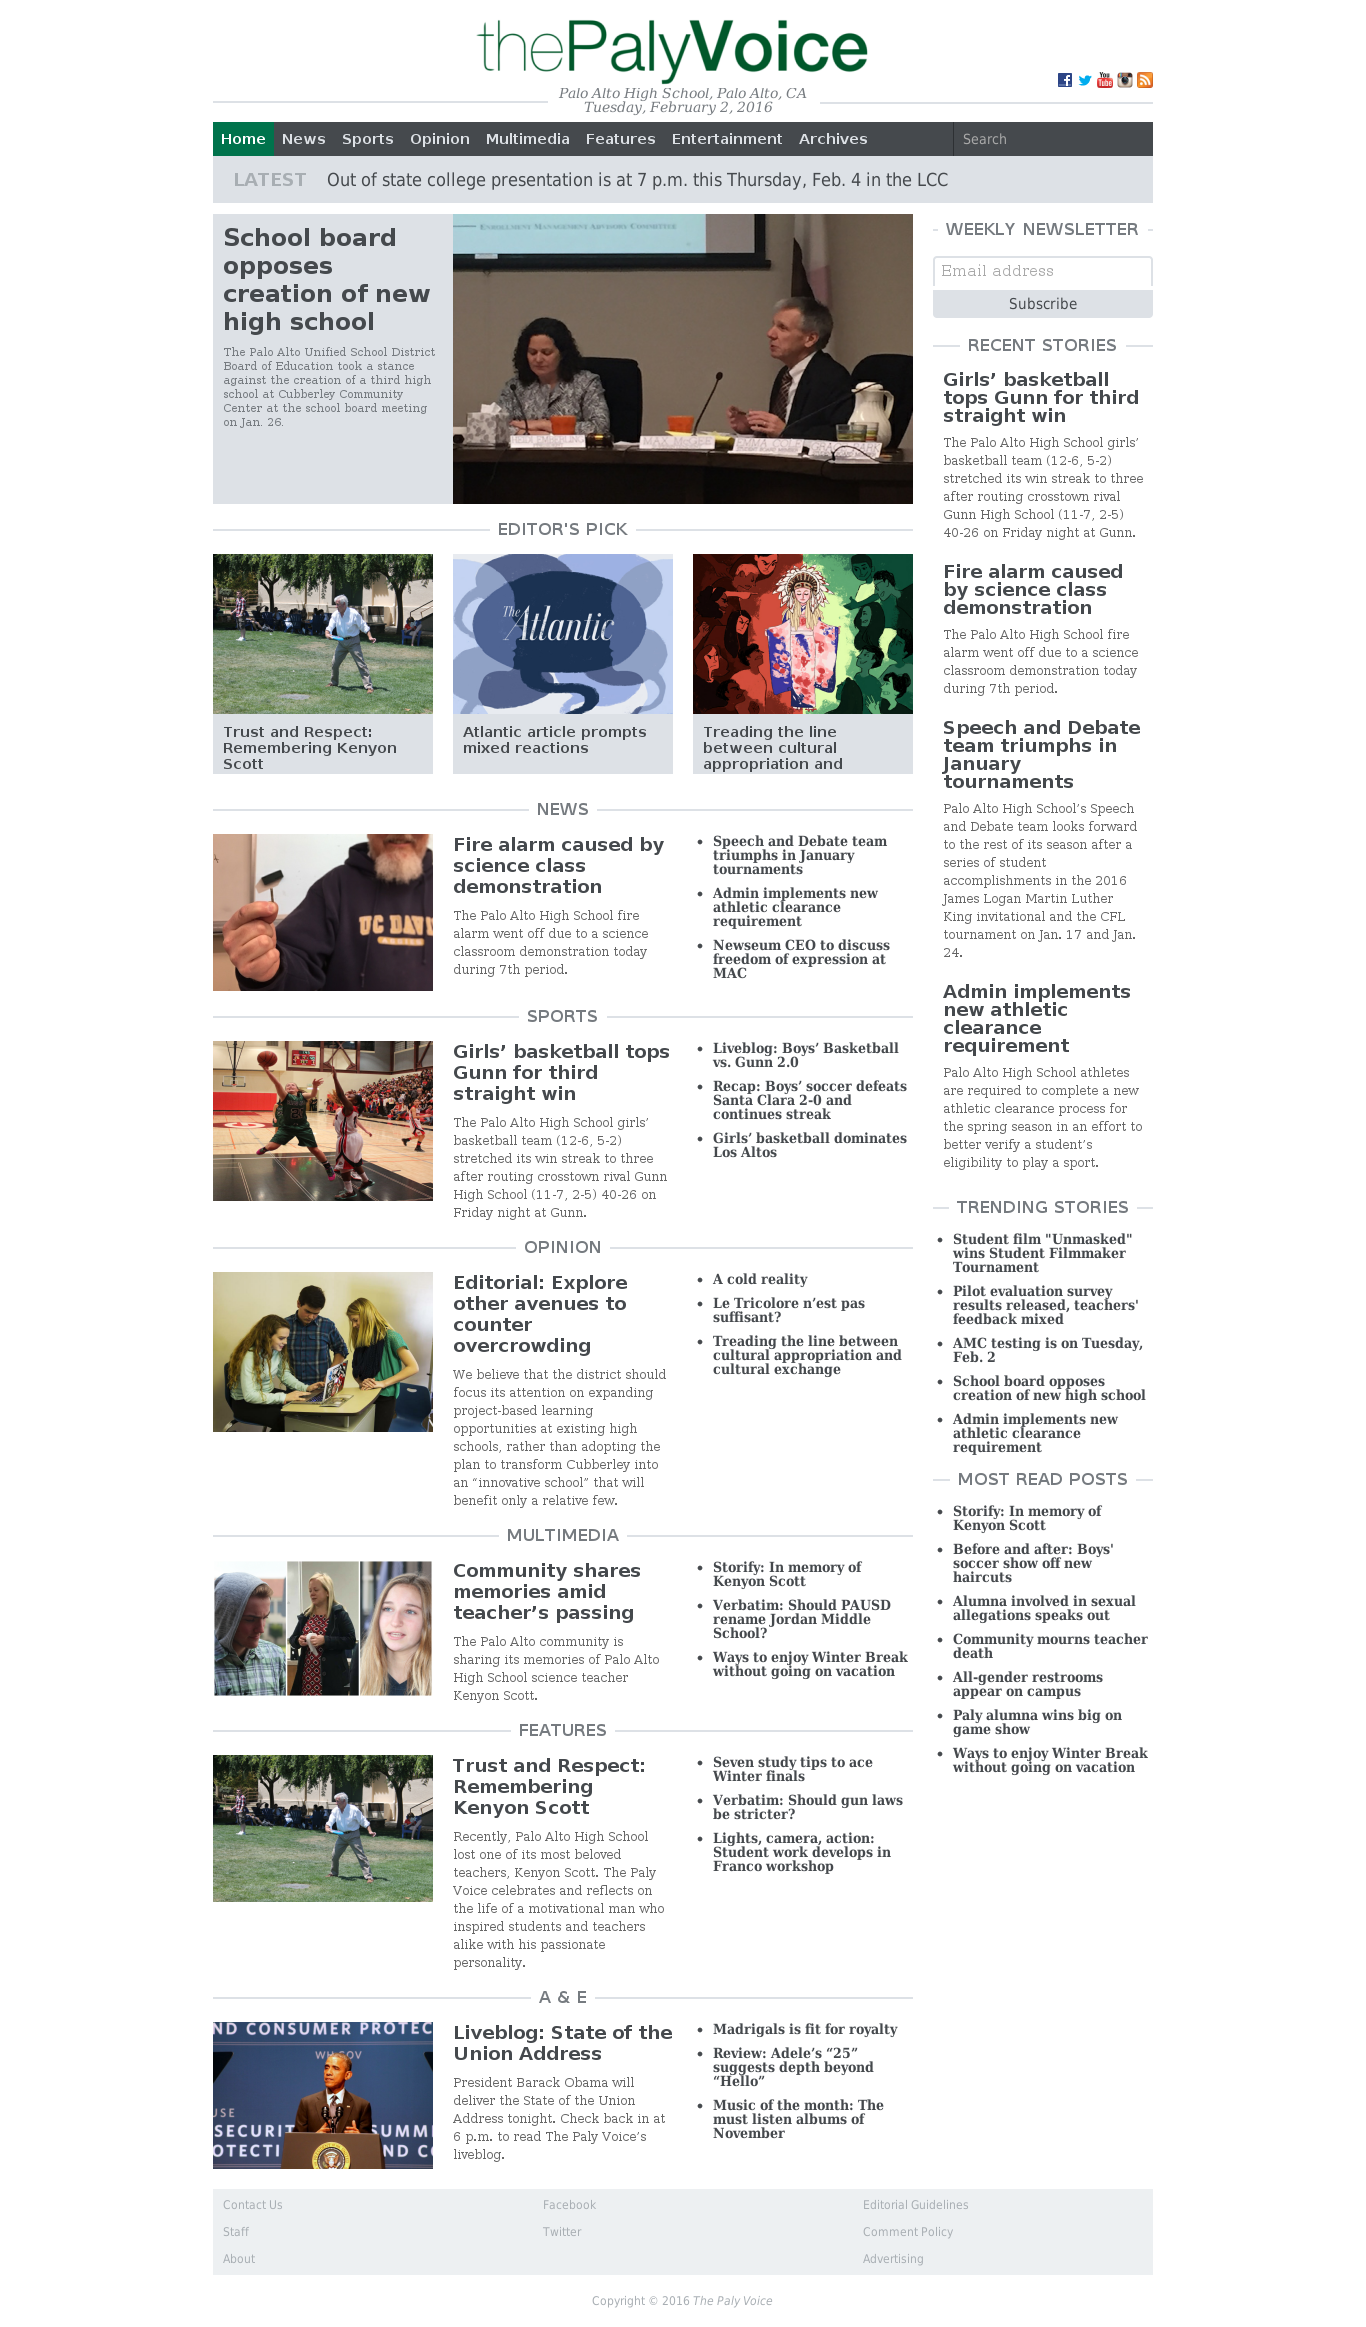 thePalyVoice
Palo Alto High School, Palo Alto, CA
Tuesday, February 2, 2016
Home News Sports Opinion Multimedia Features Entertainment Archives Search
LATEST Out of state college presentation is at 7 p.m. this Thursday, Feb. 4 in the LCC
School board
opposes
creation of new
high school
The Palo Alto Unified School District
Board of Education took a stance
against the creation of a third high
school at Cubberley Community
Center at the school board meeting
on Jan. 26.
ENROLLMENT MANAGEMENT ADVISORY COMMITTEE
EDITOR'S PICK
The Atlantic
Trust and Respect:
Remembering Kenyon
Scott
Atlantic article prompts
mixed reactions
Treading the line
between cultural
appropriation and
NEWS
UC DAVI
Fire alarm caused by
science class
demonstration
The Palo Alto High School fire
alarm went off due to a science
classroom demonstration today
during 7th period.
• Speech and Debate team
triumphs in January
tournaments
• Admin implements new
athletic clearance
requirement
• Newseum CEO to discuss
freedom of expression at
MAC
SPORTS
Girls’ basketball tops
Gunn for third
straight win
The Palo Alto High School girls’
basketball team (12-6, 5-2)
stretched its win streak to three
after routing crosstown rival Gunn
High School (11-7, 2-5) 40-26 on
Friday night at Gunn.
• Liveblog: Boys’ Basketball
vs. Gunn 2.0
• Recap: Boys’ soccer defeats
Santa Clara 2-0 and
continues streak
• Girls’ basketball dominates
Los Altos
OPINION
Editorial: Explore
other avenues to
counter
overcrowding
We believe that the district should
focus its attention on expanding
project-based learning
opportunities at existing high
schools, rather than adopting the
plan to transform Cubberley into
an “innovative school” that will
benefit only a relative few.
• A cold reality
• Le Tricolore n’est pas
suffisant?
• Treading the line between
cultural appropriation and
cultural exchange
MULTIMEDIA
Community shares
memories amid
teacher’s passing
The Palo Alto community is
sharing its memories of Palo Alto
High School science teacher
Kenyon Scott.
• Storify: In memory of
Kenyon Scott
• Verbatim: Should PAUSD
rename Jordan Middle
School?
• Ways to enjoy Winter Break
without going on vacation
FEATURES
Trust and Respect:
Remembering
Kenyon Scott
Recently, Palo Alto High School
lost one of its most beloved
teachers, Kenyon Scott. The Paly
Voice celebrates and reflects on
the life of a motivational man who
inspired students and teachers
alike with his passionate
personality.
• Seven study tips to ace
Winter finals
• Verbatim: Should gun laws
be stricter?
• Lights, camera, action:
Student work develops in
Franco workshop
A & E
ND CONSUMER PROTEC
WH.GOV
USE
SECURIT SUMM
OTECTI ND CO
Liveblog: State of the
Union Address
President Barack Obama will
deliver the State of the Union
Address tonight. Check back in at
6 p.m. to read The Paly Voice’s
liveblog.
• Madrigals is fit for royalty
• Review: Adele’s “25”
suggests depth beyond
“Hello”
• Music of the month: The
must listen albums of
November
WEEKLY NEWSLETTER
Email address
Subscribe
RECENT STORIES
Girls’ basketball
tops Gunn for third
straight win
The Palo Alto High School girls’
basketball team (12-6, 5-2)
stretched its win streak to three
after routing crosstown rival
Gunn High School (11-7, 2-5)
40-26 on Friday night at Gunn.
Fire alarm caused
by science class
demonstration
The Palo Alto High School fire
alarm went off due to a science
classroom demonstration today
during 7th period.
Speech and Debate
team triumphs in
January
tournaments
Palo Alto High School’s Speech
and Debate team looks forward
to the rest of its season after a
series of student
accomplishments in the 2016
James Logan Martin Luther
King invitational and the CFL
tournament on Jan. 17 and Jan.
24.
Admin implements
new athletic
clearance
requirement
Palo Alto High School athletes
are required to complete a new
athletic clearance process for
the spring season in an effort to
better verify a student’s
eligibility to play a sport.
TRENDING STORIES
• Student film "Unmasked"
wins Student Filmmaker
Tournament
• Pilot evaluation survey
results released, teachers'
feedback mixed
• AMC testing is on Tuesday,
Feb. 2
• School board opposes
creation of new high school
• Admin implements new
athletic clearance
requirement
MOST READ POSTS
• Storify: In memory of
Kenyon Scott
• Before and after: Boys'
soccer show off new
haircuts
• Alumna involved in sexual
allegations speaks out
• Community mourns teacher
death
• All-gender restrooms
appear on campus
• Paly alumna wins big on
game show
• Ways to enjoy Winter Break
without going on vacation
Contact Us Facebook Editorial Guidelines
Staff Twitter Comment Policy
About Advertising
Copyright © 2016 The Paly Voice